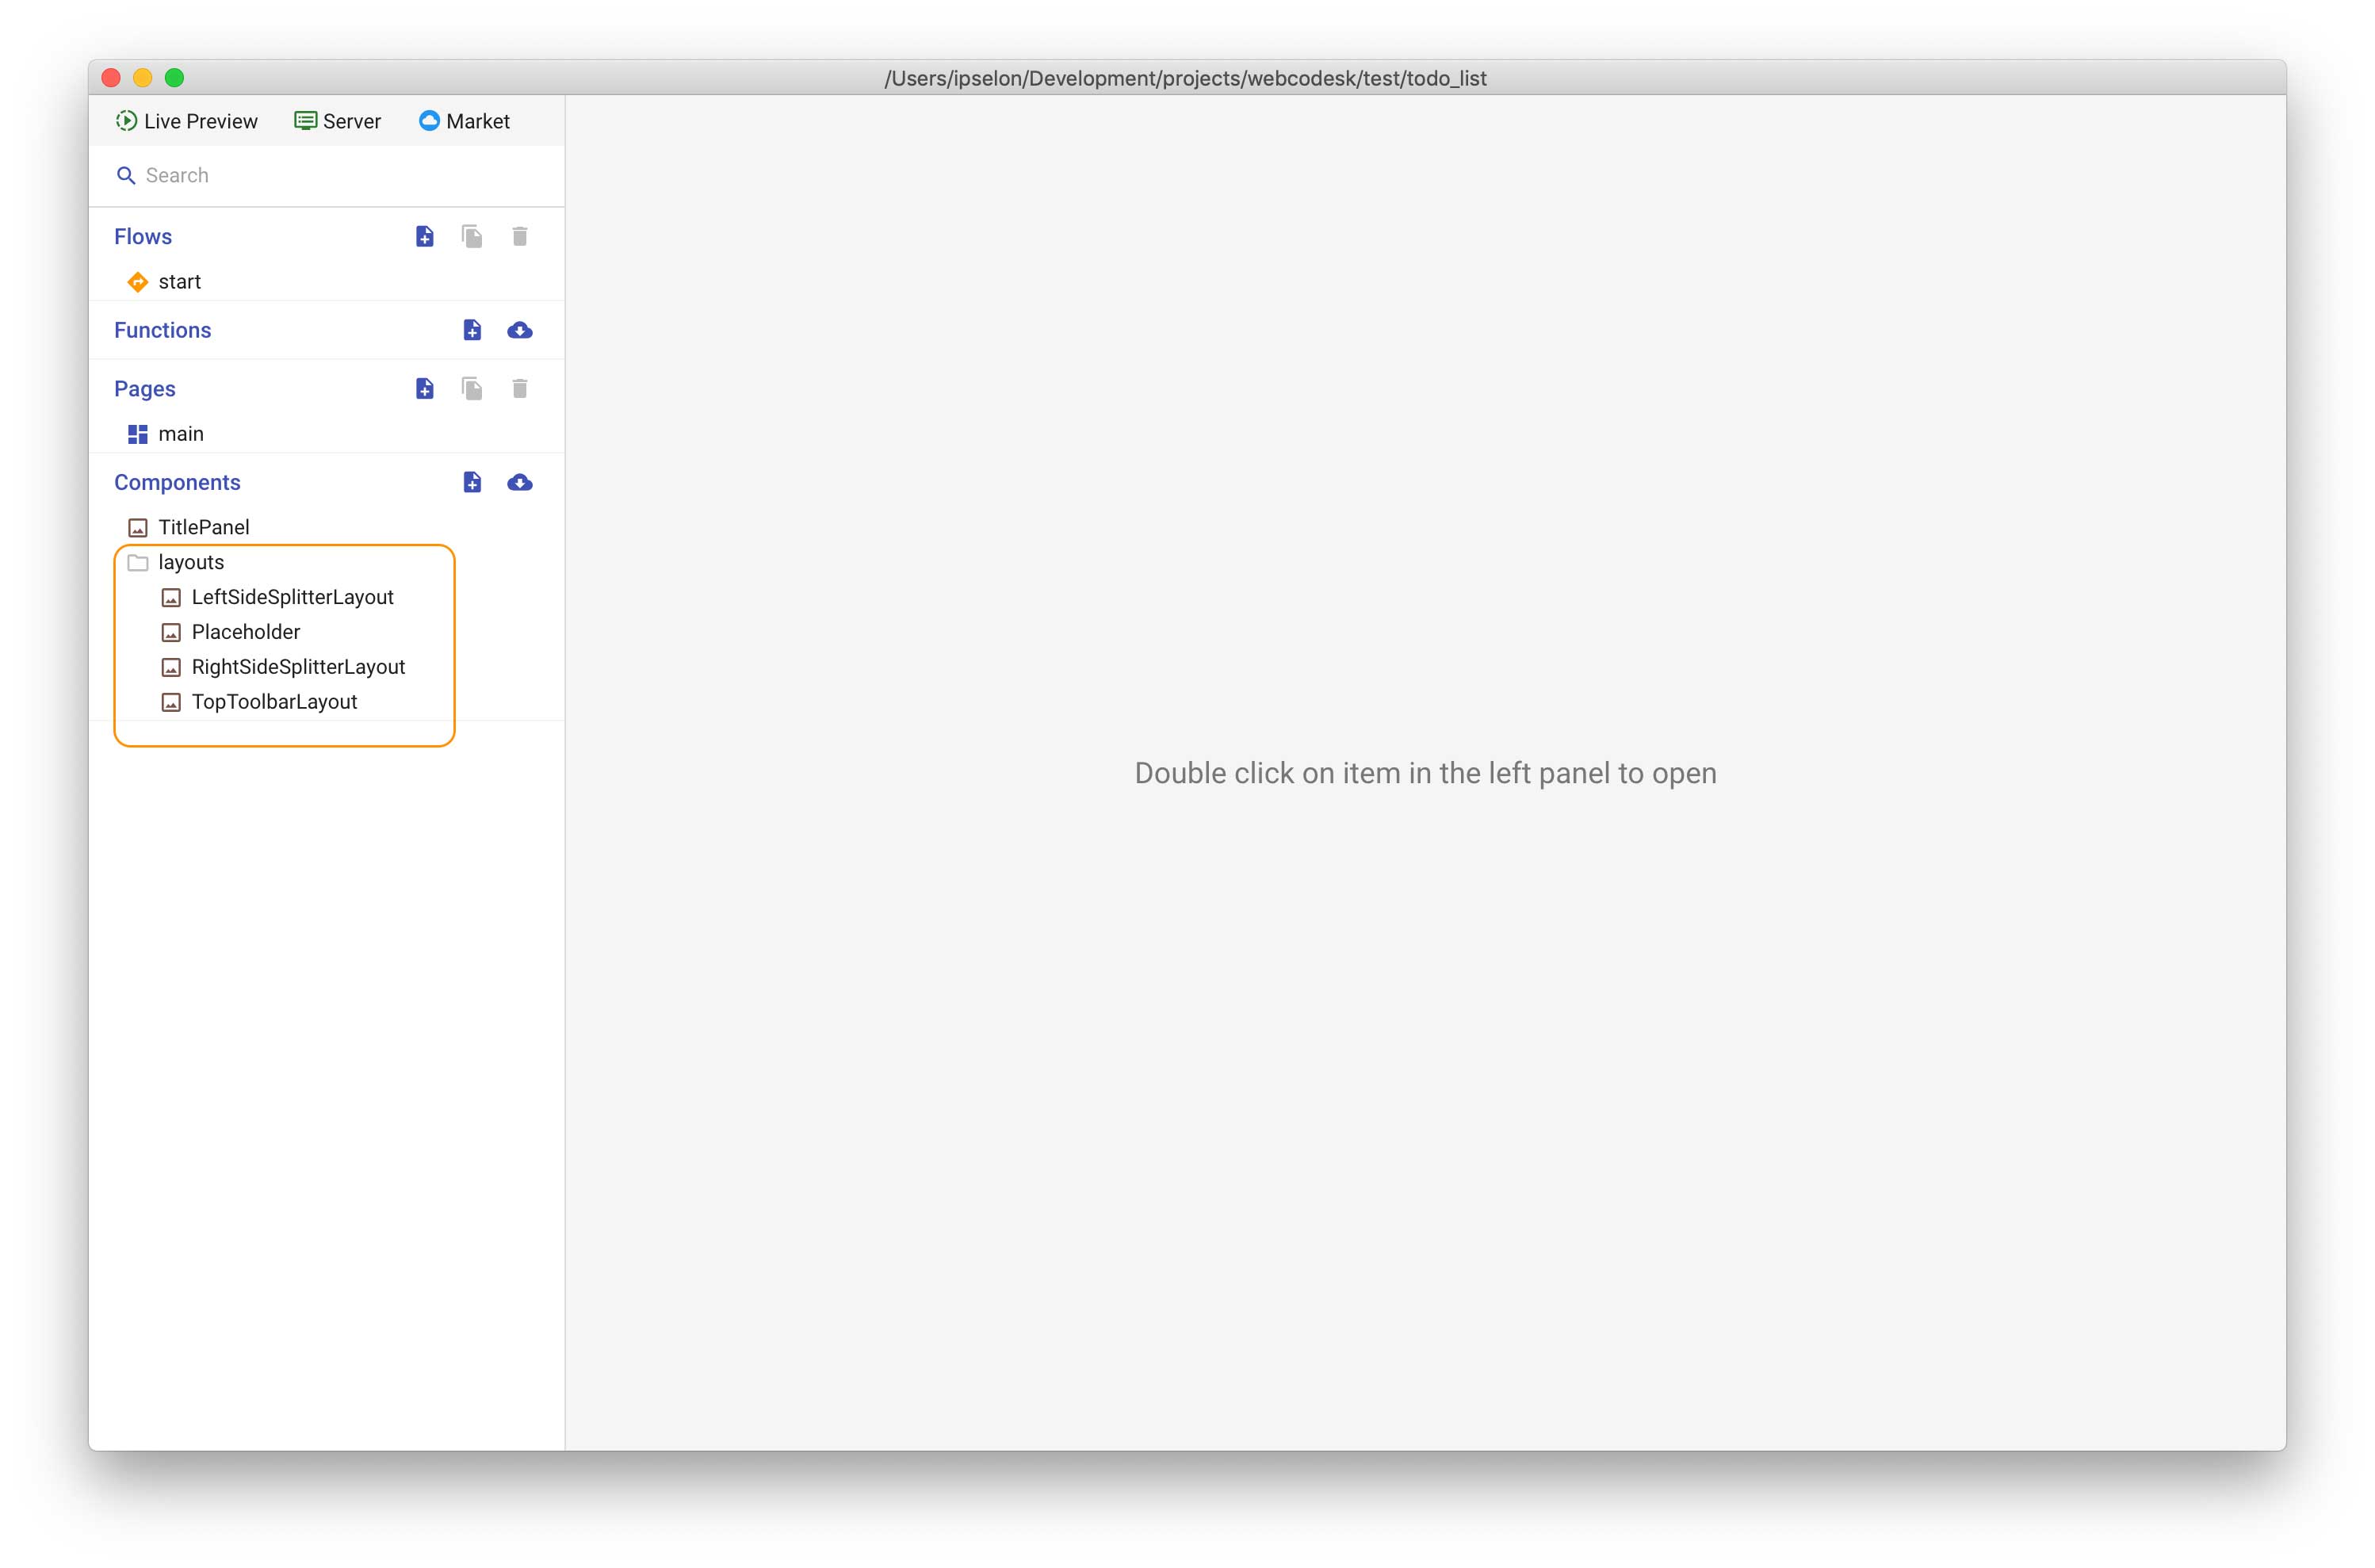 /Users/ipselon/Development/projects/webcodesk/test/todo_list
Live Preview Server Market
Search
Flows
start
Functions
Pages
main
Components
TitlePanel
layouts
LeftSideSplitterLayout
Placeholder
RightSideSplitterLayout
TopToolbarLayout
Double click on item in the left panel to open